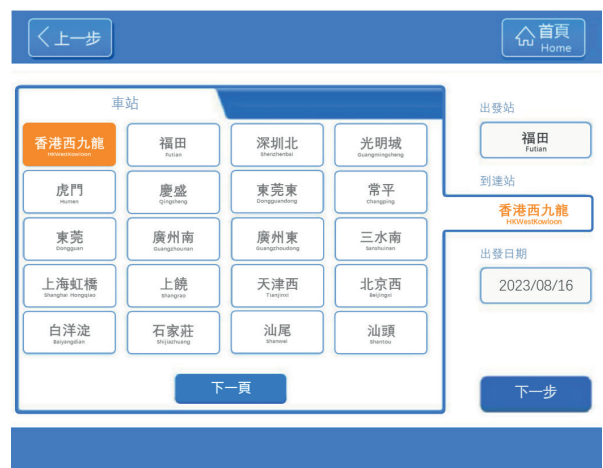 上一步
首頁
Home
車站
香港西九龍
HKWestKowloon
福田
Futian
深圳北
Shenzhenbei
光明城
Guangmingcheng
虎門
Humen
慶盛
Qingsheng
東莞東
Dongguandong
常平
Changping
東莞
Dongguan
廣州南
Guangzhounan
廣州東
Guangzhoudong
三水南
Sanshuinan
上海虹橋
Shanghai Hongqiao
上饒
Shangrao
天津西
Tianjinxi
北京西
Beijingxi
白洋淀
Baiyangdian
石家莊
Shijiazhuang
汕尾
Shanwei
汕頭
Shantou
下一頁
出發站
福田
Futian
到達站
香港西九龍
HKWestKowloon
出發日期
2023/08/16
下一步